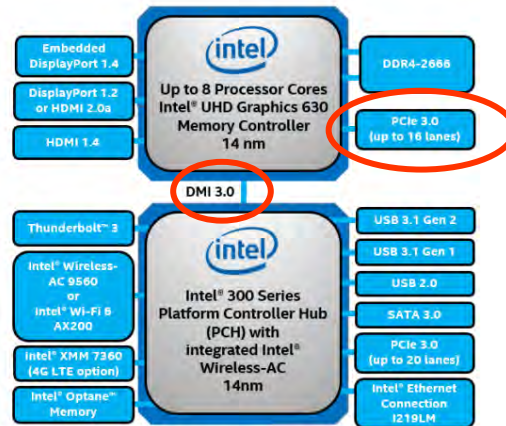 Embedded
DisplayPort 1.4
DisplayPort 1.2
or HDMI 2.0a
HDMI 1.4
intel
Up to 8 Processor Cores
Intel® UHD Graphics 630
Memory Controller
14 nm
DDR4-2666
PCIe 3.0
(up to 16 lanes)
DMI 3.0
Thunderbolt™ 3
Intel® Wireless-
AC 9560
or
Intel® Wi-Fi 6
AX200
Intel® XMM 7360
(4G LTE option)
Intel® Optane™
Memory
intel
Intel® 300 Series
Platform Controller Hub
(PCH) with
integrated Intel®
Wireless-AC
14nm
USB 3.1 Gen 2
USB 3.1 Gen 1
USB 2.0
SATA 3.0
PCIe 3.0
(up to 20 lanes)
Intel® Ethernet
Connection
I219LM